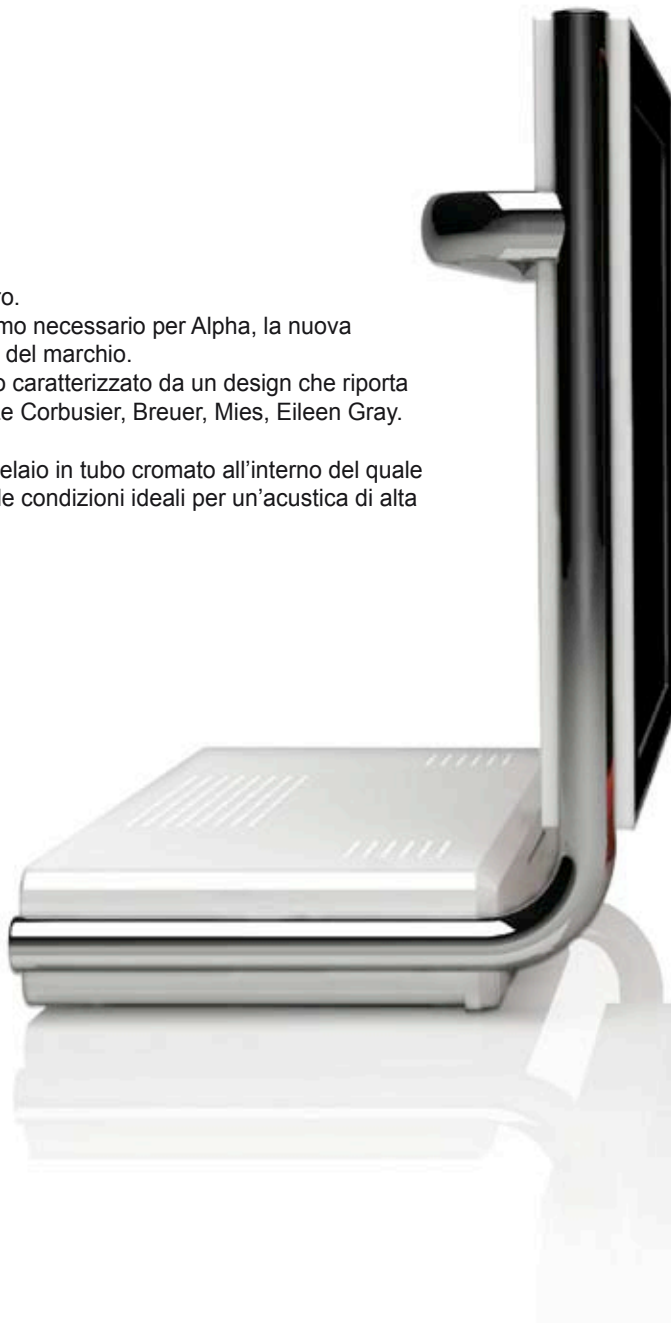 mo necessario per Alpha, la nuova
del marchio.
caratterizzato da un design che riporta
Le Corbusier, Breuer, Mies, Eileen Gray.
elaio in tubo cromato all’interno del quale
le condizioni ideali per un’acustica di alta